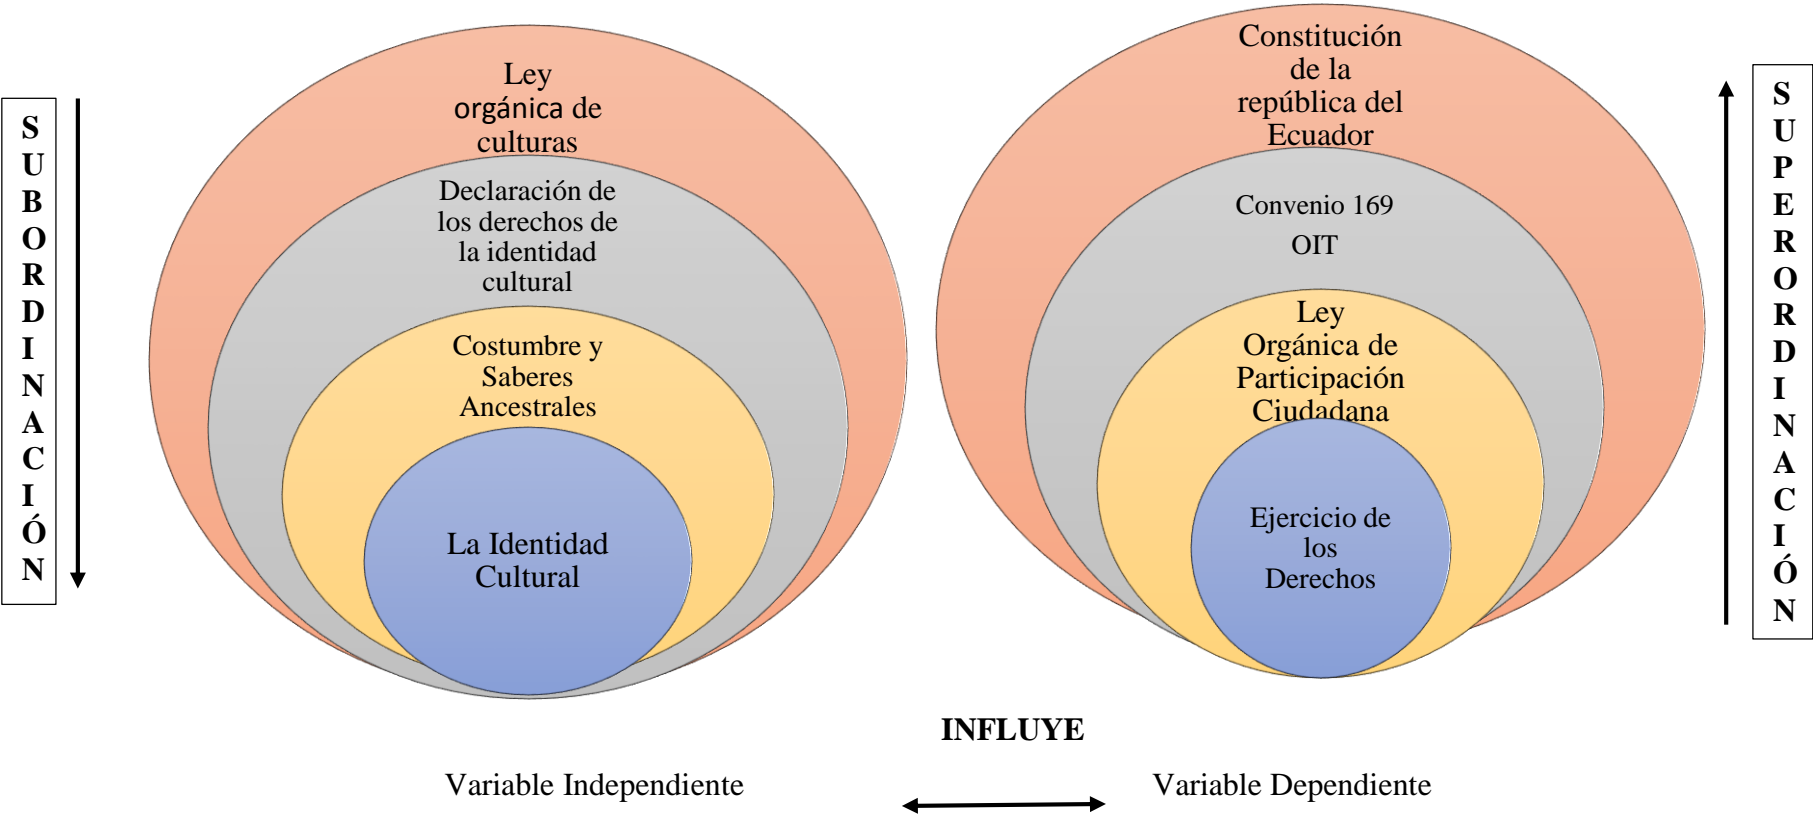 SUBORDINACIÓN
Ley
orgánica de
culturas
Declaración de
los derechos de
la identidad
cultural
Costumbre y
Saberes
Ancestrales
La Identidad
Cultural
Constitución
de la
república del
Ecuador
Convenio 169
OIT
Ley
Orgánica de
Participación
Ciudadana
Ejercicio de
los
Derechos
SUPERORDINACIÓN
INFLUYE
Variable Independiente
Variable Dependiente